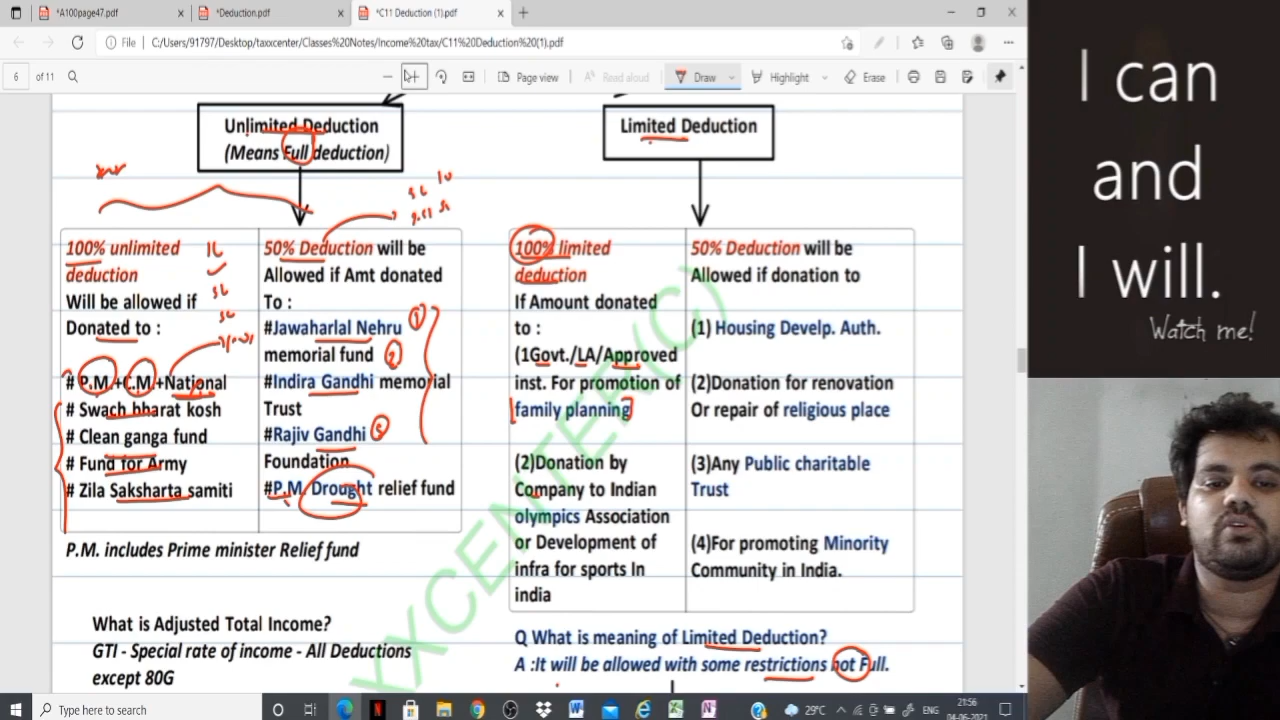 *A100page47.pdf
*Deduction.pdf
*C11 Deduction (1).pdf
File
C:/Users/91797/Desktop/taxxcenter/Classes%20Notes/Income%20tax/C11%20Deduction%20(1).pdf
6 of 11
Page view
Read aloud
Draw
Highlight
Erase
Unlimited Deduction
(Means Full deduction)
Limited Deduction
100% unlimited
deduction
Will be allowed if
Donated to :
# P.M +C.M +National
# Swach bharat kosh
# Clean ganga fund
# Fund for Army
# Zila Saksharta samiti
50% Deduction will be
Allowed if Amt donated
To :
#Jawaharlal Nehru 1
memorial fund 2
#Indira Gandhi memorial
Trust
#Rajiv Gandhi
Foundation
#P.M. Drought relief fund
P.M. includes Prime minister Relief fund
What is Adjusted Total Income?
GTI - Special rate of income - All Deductions
except 80G
100% limited
deduction
If Amount donated
to :
(1Govt./LA/Approved
inst. For promotion of
family planning
(2)Donation by
Company to Indian
olympics Association
or Development of
infra for sports In
india
50% Deduction will be
Allowed if donation to
(1) Housing Develp. Auth.
(2)Donation for renovation
Or repair of religious place
(3)Any Public charitable
Trust
(4)For promoting Minority
Community in India.
Q What is meaning of Limited Deduction?
A :It will be allowed with some restrictions not Full.
XXCENTER(C)
I can
and
I will.
Watch me!
Type here to search
29°C
ENG
21:56
04-06-2021